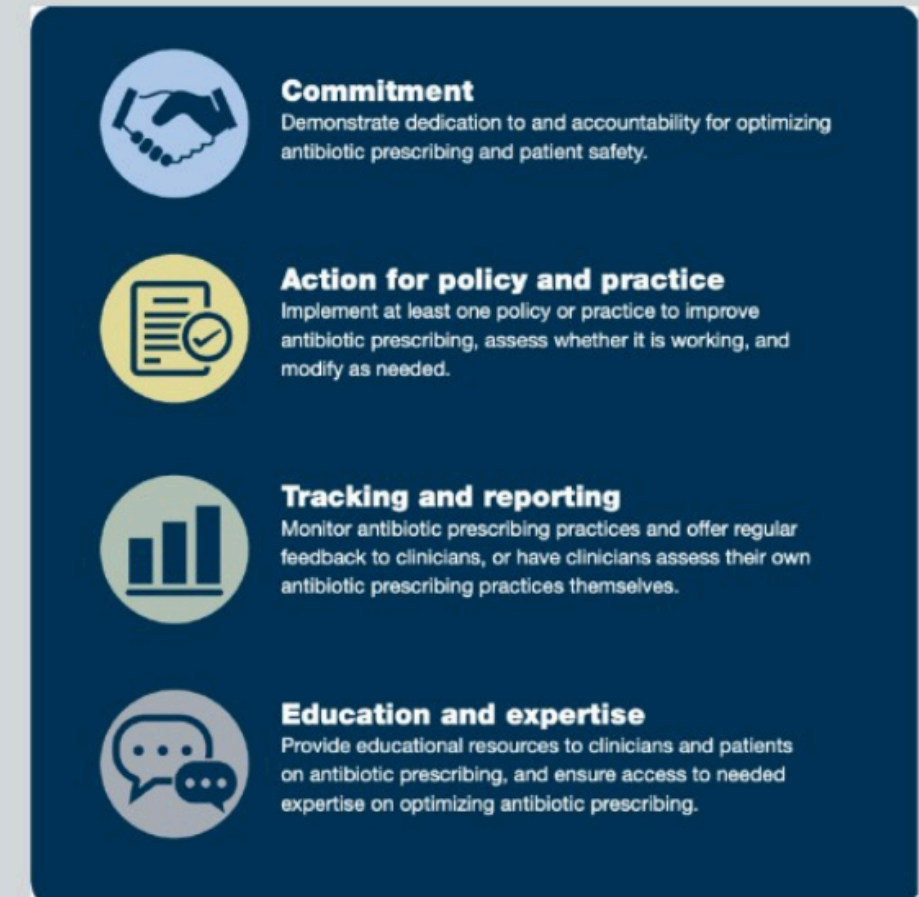 Commitment
Demonstrate dedication to and accountability for optimizing
antibiotic prescribing and patient safety.
Action for policy and practice
Implement at least one policy or practice to improve
antibiotic prescribing, assess whether it is working, and
modify as needed.
Tracking and reporting
Monitor antibiotic prescribing practices and offer regular
feedback to clinicians, or have clinicians assess their own
antibiotic prescribing practices themselves.
Education and expertise
Provide educational resources to clinicians and patients
on antibiotic prescribing, and ensure access to needed
expertise on optimizing antibiotic prescribing.